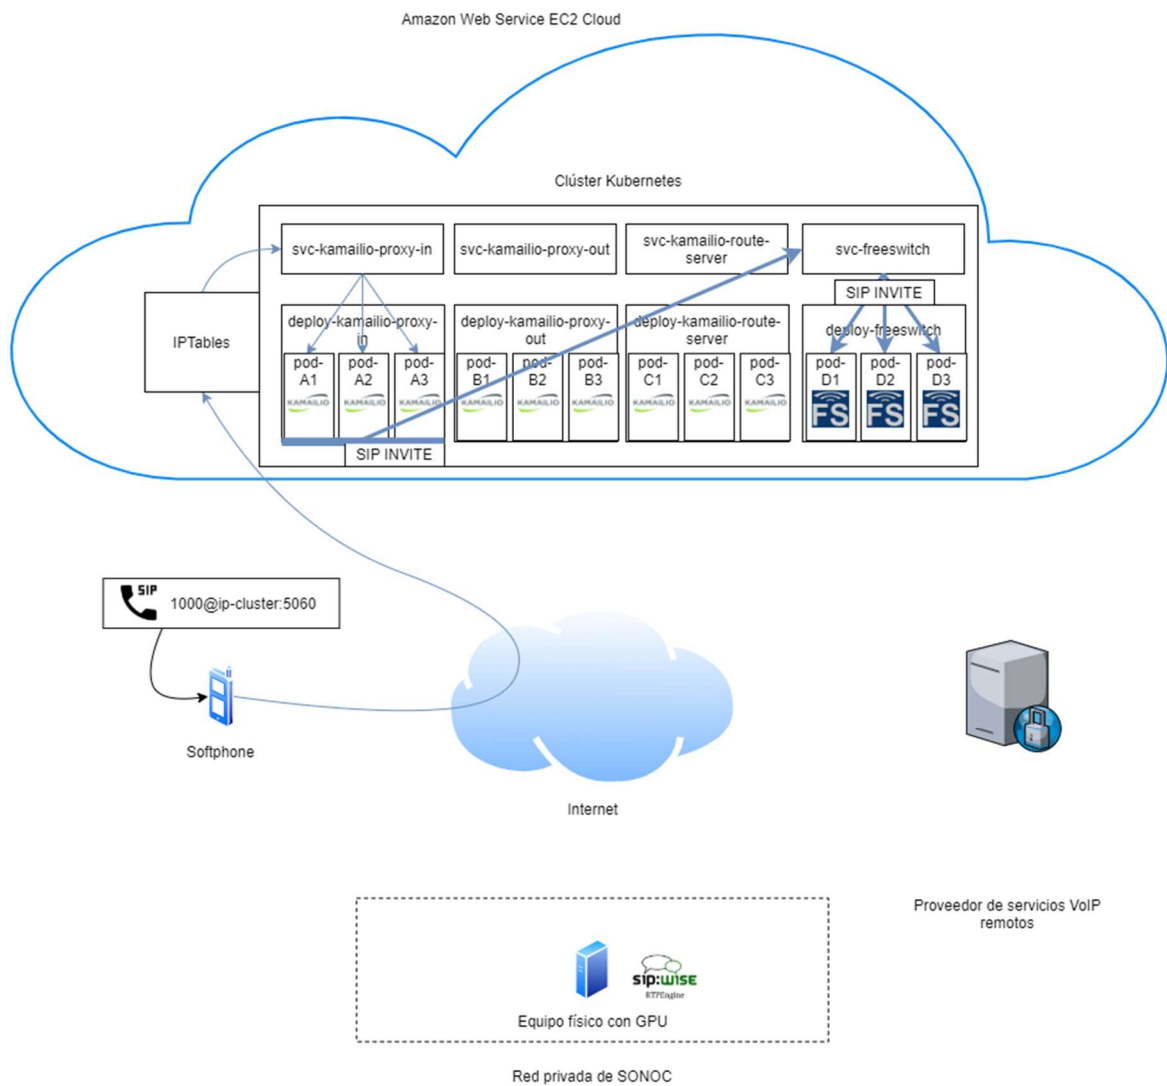 Amazon Web Service EC2 Cloud
Clúster Kubernetes
svc-kamailio-proxy-in
svc-kamailio-proxy-out
svc-kamailio-route-
server
svc-freeswitch
SIP INVITE
IPTables
deploy-kamailio-proxy-
in
deploy-kamailio-proxy-
out
deploy-kamailio-route-
server
deploy-freeswitch
pod-
A1
KAMAILIO
pod-
A2
KAMAILIO
pod-
A3
KAMAILIO
pod-
B1
KAMAILIO
pod-
B2
KAMAILIO
pod-
B3
KAMAILIO
pod-
C1
KAMAILIO
pod-
C2
KAMAILIO
pod-
C3
KAMAILIO
pod-
D1
FS
pod-
D2
FS
pod-
D3
FS
SIP INVITE
SIP
1000@ip-cluster:5060
Softphone
Internet
Proveedor de servicios VoIP
remotos
sip:wise
RTPEngine
Equipo físico con GPU
Red privada de SONOC